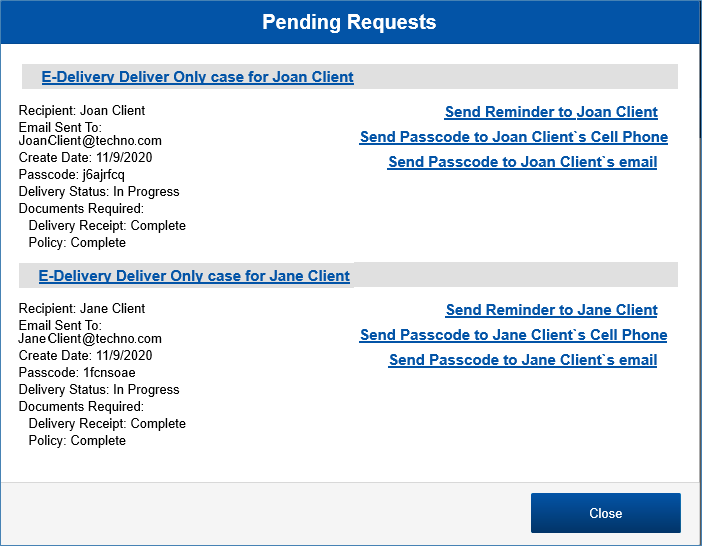 Pending Requests
E-Delivery Deliver Only case for Joan Client
Recipient: Joan Client
Email Sent To:
JoanClient@techno.com
Create Date: 11/9/2020
Passcode: j6ajrfcq
Delivery Status: In Progress
Documents Required:
Delivery Receipt: Complete
Policy: Complete
Send Reminder to Joan Client
Send Passcode to Joan Client`s Cell Phone
Send Passcode to Joan Client`s email
E-Delivery Deliver Only case for Jane Client
Recipient: Jane Client
Email Sent To:
JaneClient@techno.com
Create Date: 11/9/2020
Passcode: 1fcnsoae
Delivery Status: In Progress
Documents Required:
Delivery Receipt: Complete
Policy: Complete
Send Reminder to Jane Client
Send Passcode to Jane Client`s Cell Phone
Send Passcode to Jane Client`s email
Close